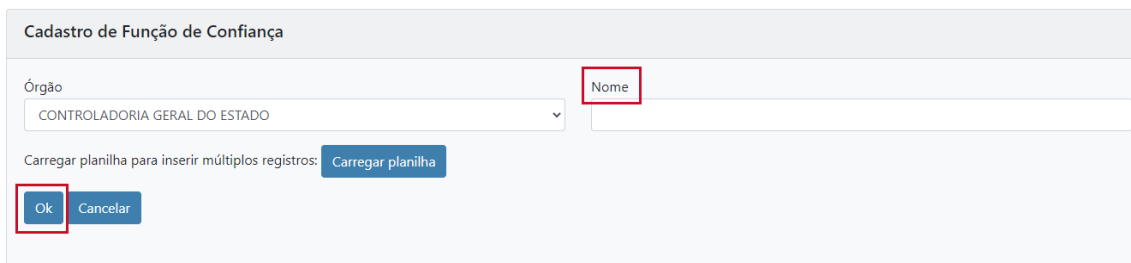 Cadastro de Função de Confiança
Órgão
Nome
CONTROLADORIA GERAL DO ESTADO
Carregar planilha para inserir múltiplos registros: Carregar planilha
Ok Cancelar